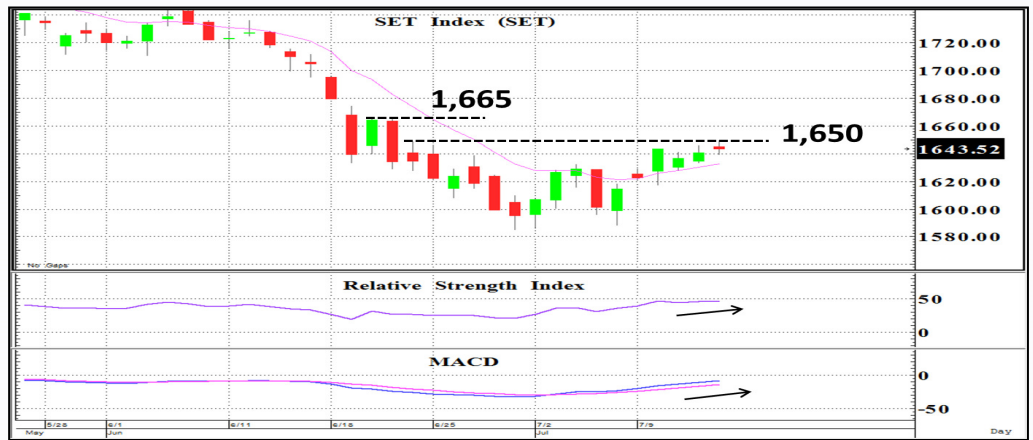 SET Index (SET)
1720.00
1700.00
1,665
1680.00
1660.00
1,650
1643.52
1620.00
1600.00
1580.00
No Gaps
Relative Strength Index
50
0
MACD
0
-50
5/28 6/1 6/11 6/18 6/25 7/2 7/9
May Jun Jul Day